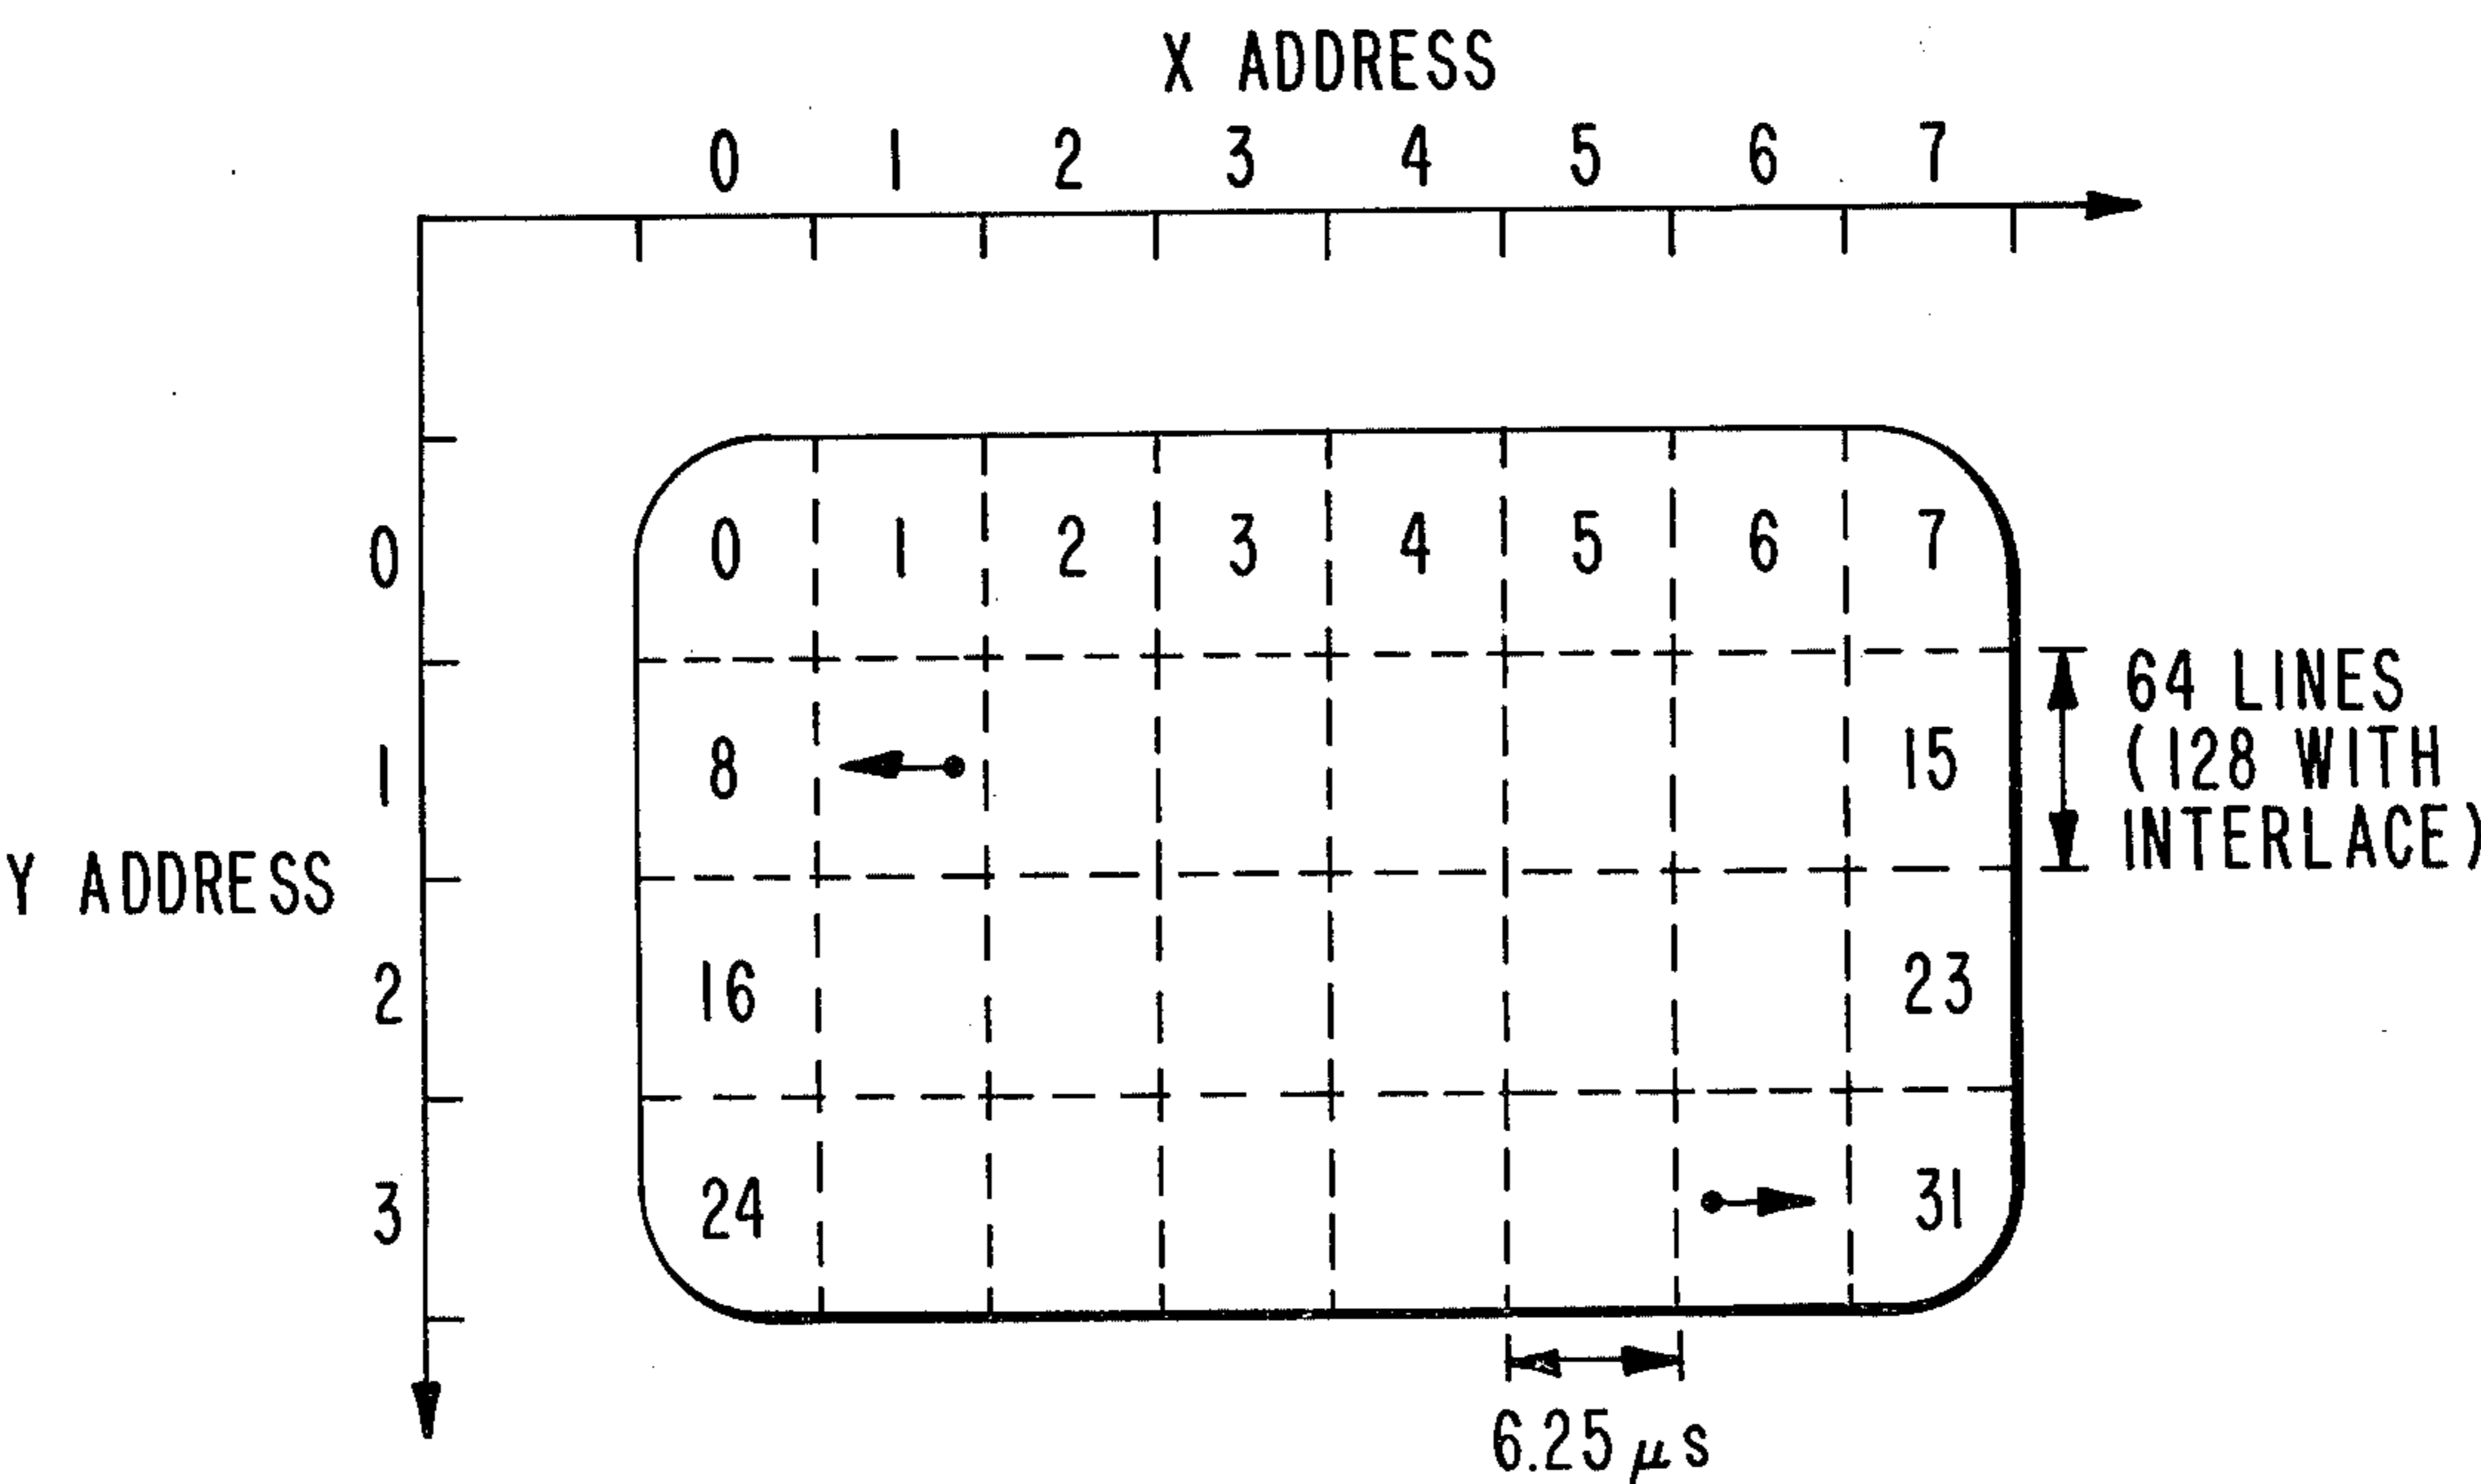 X ADDRESS
0 1 2 3 4 5 6 7
0 0 1 2 3 4 5 6 7
64 LINES
1 8 15 (128 WITH
INTERLACE)
Y ADDRESS
2 16 23
3 24 31
6.25 μs